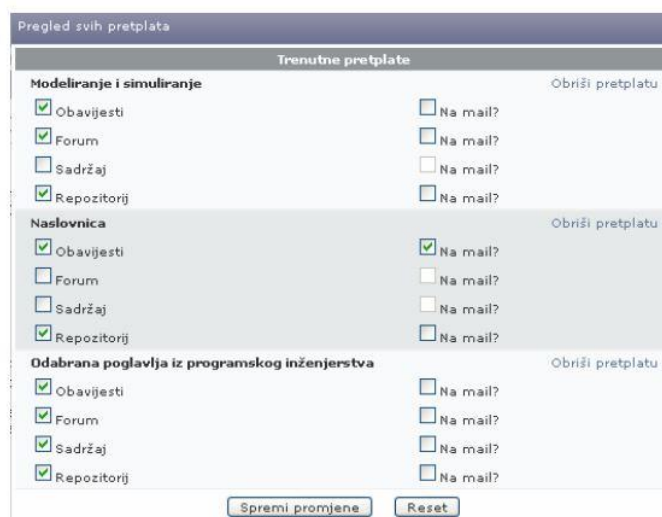 Pregled svih pretplata
Trenutne pretplate
Modeliranje i simuliranje Obriši pretplatu
Obavijesti Na mail?
Forum Na mail?
Sadržaj Na mail?
Repozitorij Na mail?
Naslovnica Obriši pretplatu
Obavijesti Na mail?
Forum Na mail?
Sadržaj Na mail?
Repozitorij Na mail?
Odabrana poglavlja iz programskog inženjerstva Obriši pretplatu
Obavijesti Na mail?
Forum Na mail?
Sadržaj Na mail?
Repozitorij Na mail?
Spremi promjene Reset